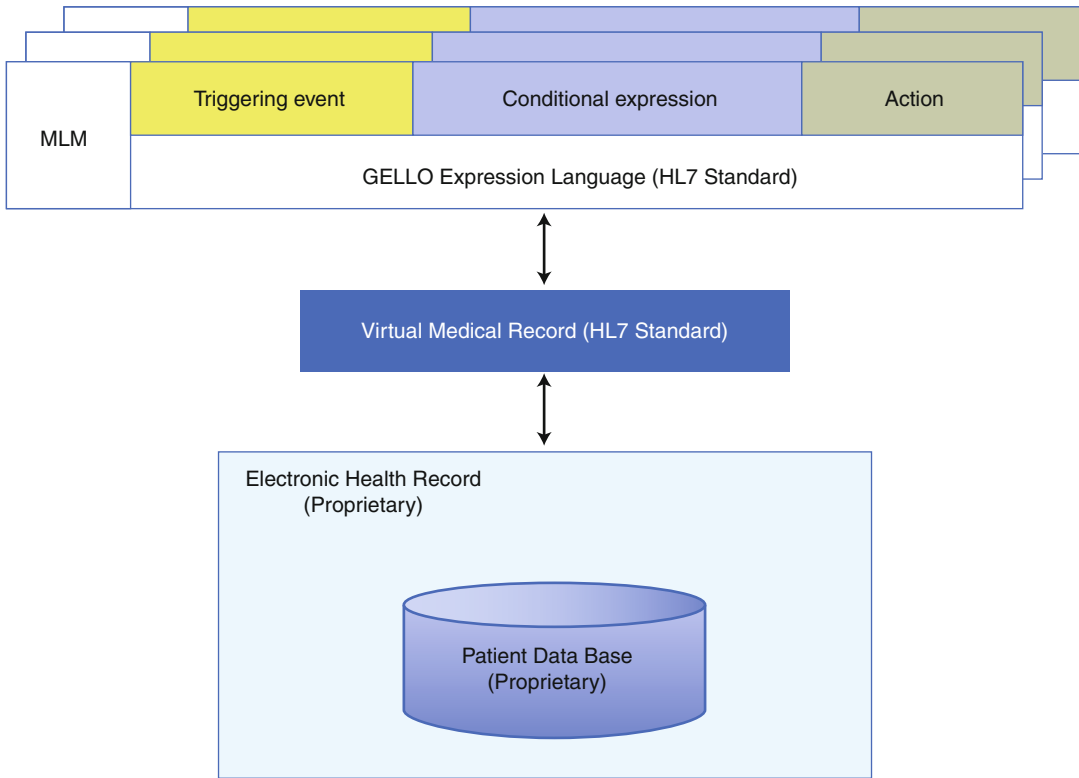 Triggering event
Conditional expression
Action
MLM
GELLO Expression Language (HL7 Standard)
Virtual Medical Record (HL7 Standard)
Electronic Health Record
(Proprietary)
Patient Data Base
(Proprietary)